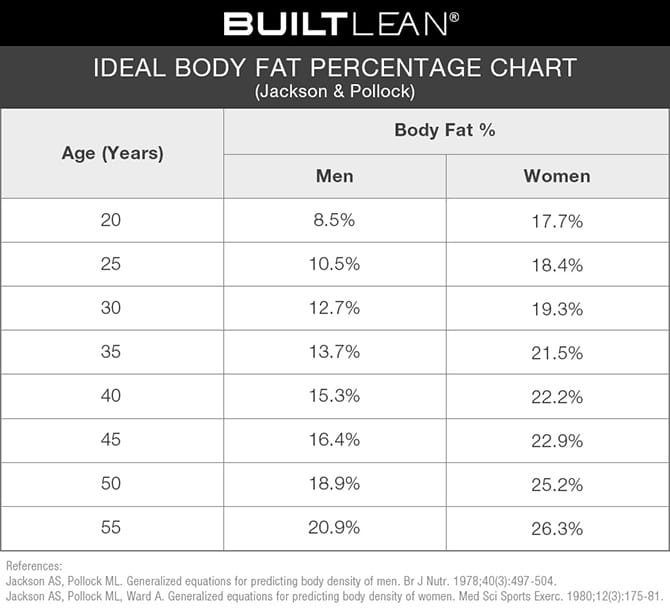 BUILTLEAN®
IDEAL BODY FAT PERCENTAGE CHART
(Jackson & Pollock)
Age (Years)
Body Fat %
Men Women
20 8.5% 17.7%
25 10.5% 18.4%
30 12.7% 19.3%
35 13.7% 21.5%
40 15.3% 22.2%
45 16.4% 22.9%
50 18.9% 25.2%
55 20.9% 26.3%
References:
Jackson AS, Pollock ML. Generalized equations for predicting body density of men. Br J Nutr. 1978;40(3):497-504.
Jackson AS, Pollock ML, Ward A. Generalized equations for predicting body density of women. Med Sci Sports Exerc. 1980;12(3):175-81.